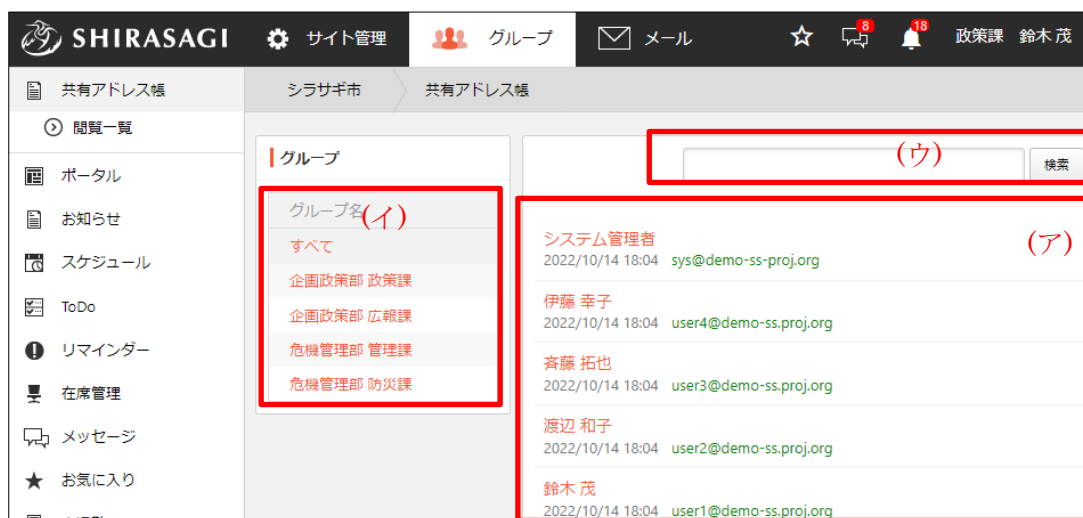 SHIRASAGI サイト管理 グループ メール 8 18 政策課 鈴木 茂
共有アドレス帳
閲覧一覧
ポータル
お知らせ
スケジュール
ToDo
リマインダー
在席管理
メッセージ
お気に入り
シラサギ市 共有アドレス帳
グループ
グループ名
(イ)
すべて
企画政策部 政策課
企画政策部 広報課
危機管理部 管理課
危機管理部 防災課
(ウ)
検索
(ア)
システム管理者
2022/10/14 18:04 sys@demo-ss-proj.org
伊藤 幸子
2022/10/14 18:04 user4@demo-ss.proj.org
斉藤 拓也
2022/10/14 18:04 user3@demo-ss.proj.org
渡辺 和子
2022/10/14 18:04 user2@demo-ss.proj.org
鈴木 茂
2022/10/14 18:04 user1@demo-ss.proj.org